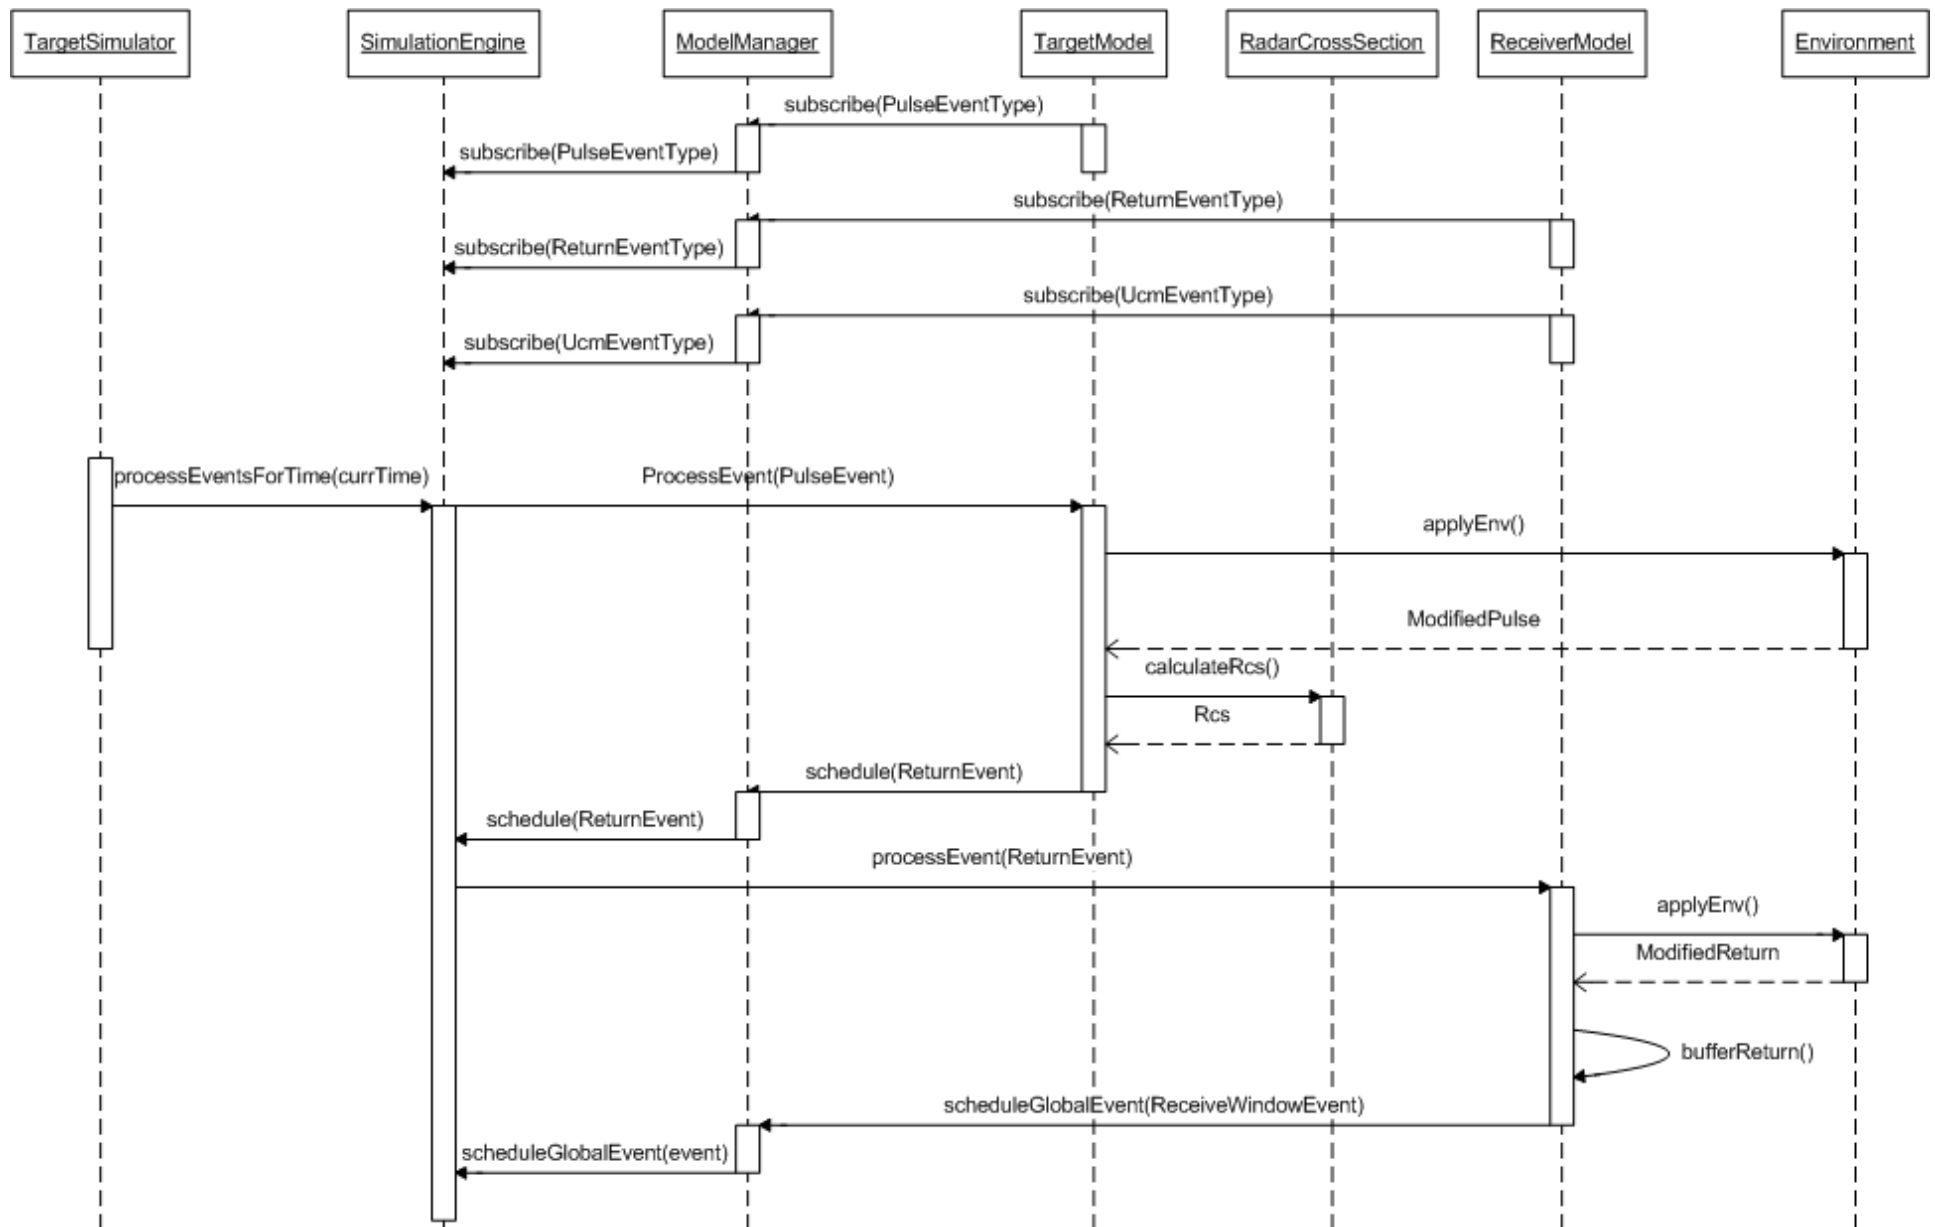 TargetSimulator
SimulationEngine
ModelManager
TargetModel
RadarCrossSection
ReceiverModel
Environment
subscribe(PulseEventType)
subscribe(PulseEventType)
subscribe(ReturnEventType)
subscribe(ReturnEventType)
subscribe(UcmEventType)
subscribe(UcmEventType)
processEventsForTime(currTime)
ProcessEvent(PulseEvent)
applyEnv()
ModifiedPulse
calculateRcs()
Rcs
schedule(ReturnEvent)
schedule(ReturnEvent)
processEvent(ReturnEvent)
applyEnv()
ModifiedReturn
bufferReturn()
scheduleGlobalEvent(ReceiveWindowEvent)
scheduleGlobalEvent(event)